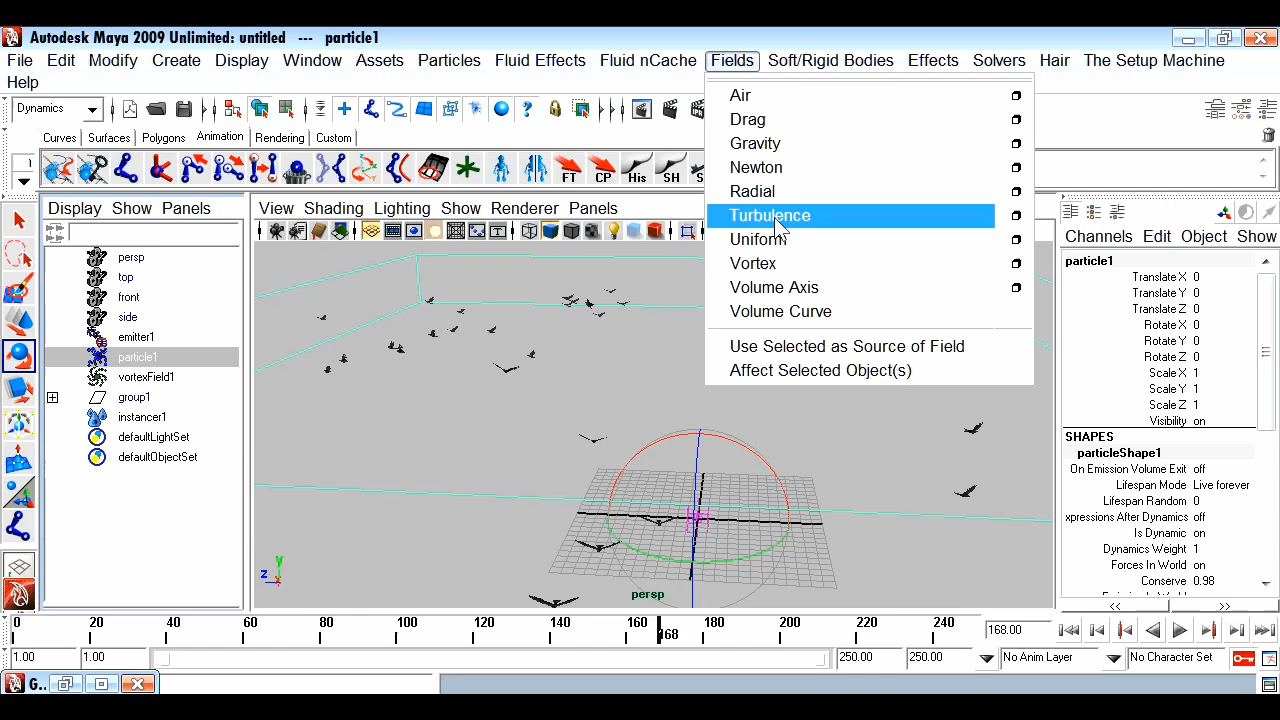 Autodesk Maya 2009 Unlimited: untitled --- particle1
File Edit Modify Create Display Window Assets Particles Fluid Effects Fluid nCache Fields Soft/Rigid Bodies Effects Solvers Hair The Setup Machine
Help
Dynamics
Curves Surfaces Polygons Animation Rendering Custom
FT CP His SH
Display Show Panels
View Shading Lighting Show Renderer Panels
Channels Edit Object Show
Air
Drag
Gravity
Newton
Radial
Turbulence
Uniform
Vortex
Volume Axis
Volume Curve
Use Selected as Source of Field
Affect Selected Object(s)
persp
top
front
side
emitter1
particle1
vortexField1
group1
instancer1
defaultLightSet
defaultObjectSet
y
z
x
persp
particle1
Translate X 0
Translate Y 0
Translate Z 0
Rotate X 0
Rotate Y 0
Rotate Z 0
Scale X 1
Scale Y 1
Scale Z 1
Visibility on
SHAPES
particleShape1
On Emission Volume Exit off
Lifespan Mode Live forever
Lifespan Random 0
xpressions After Dynamics off
Is Dynamic on
Dynamics Weight 1
Forces In World on
Conserve 0.98
0 20 40 60 80 100 120 140 160 168 180 200 220 240 168.00
1.00 1.00 250.00 250.00 No Anim Layer No Character Set
G..